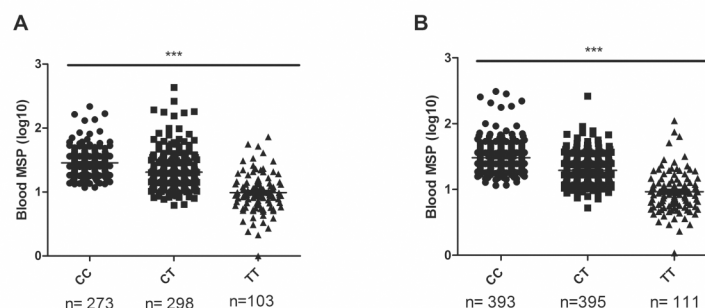 A
***
3
2
1
0
Blood MSP (log10)
CC
CT
TT
n= 273
n= 298
n=103
B
***
3
2
1
0
Blood MSP (log10)
CC
CT
TT
n= 393
n=395
n= 111